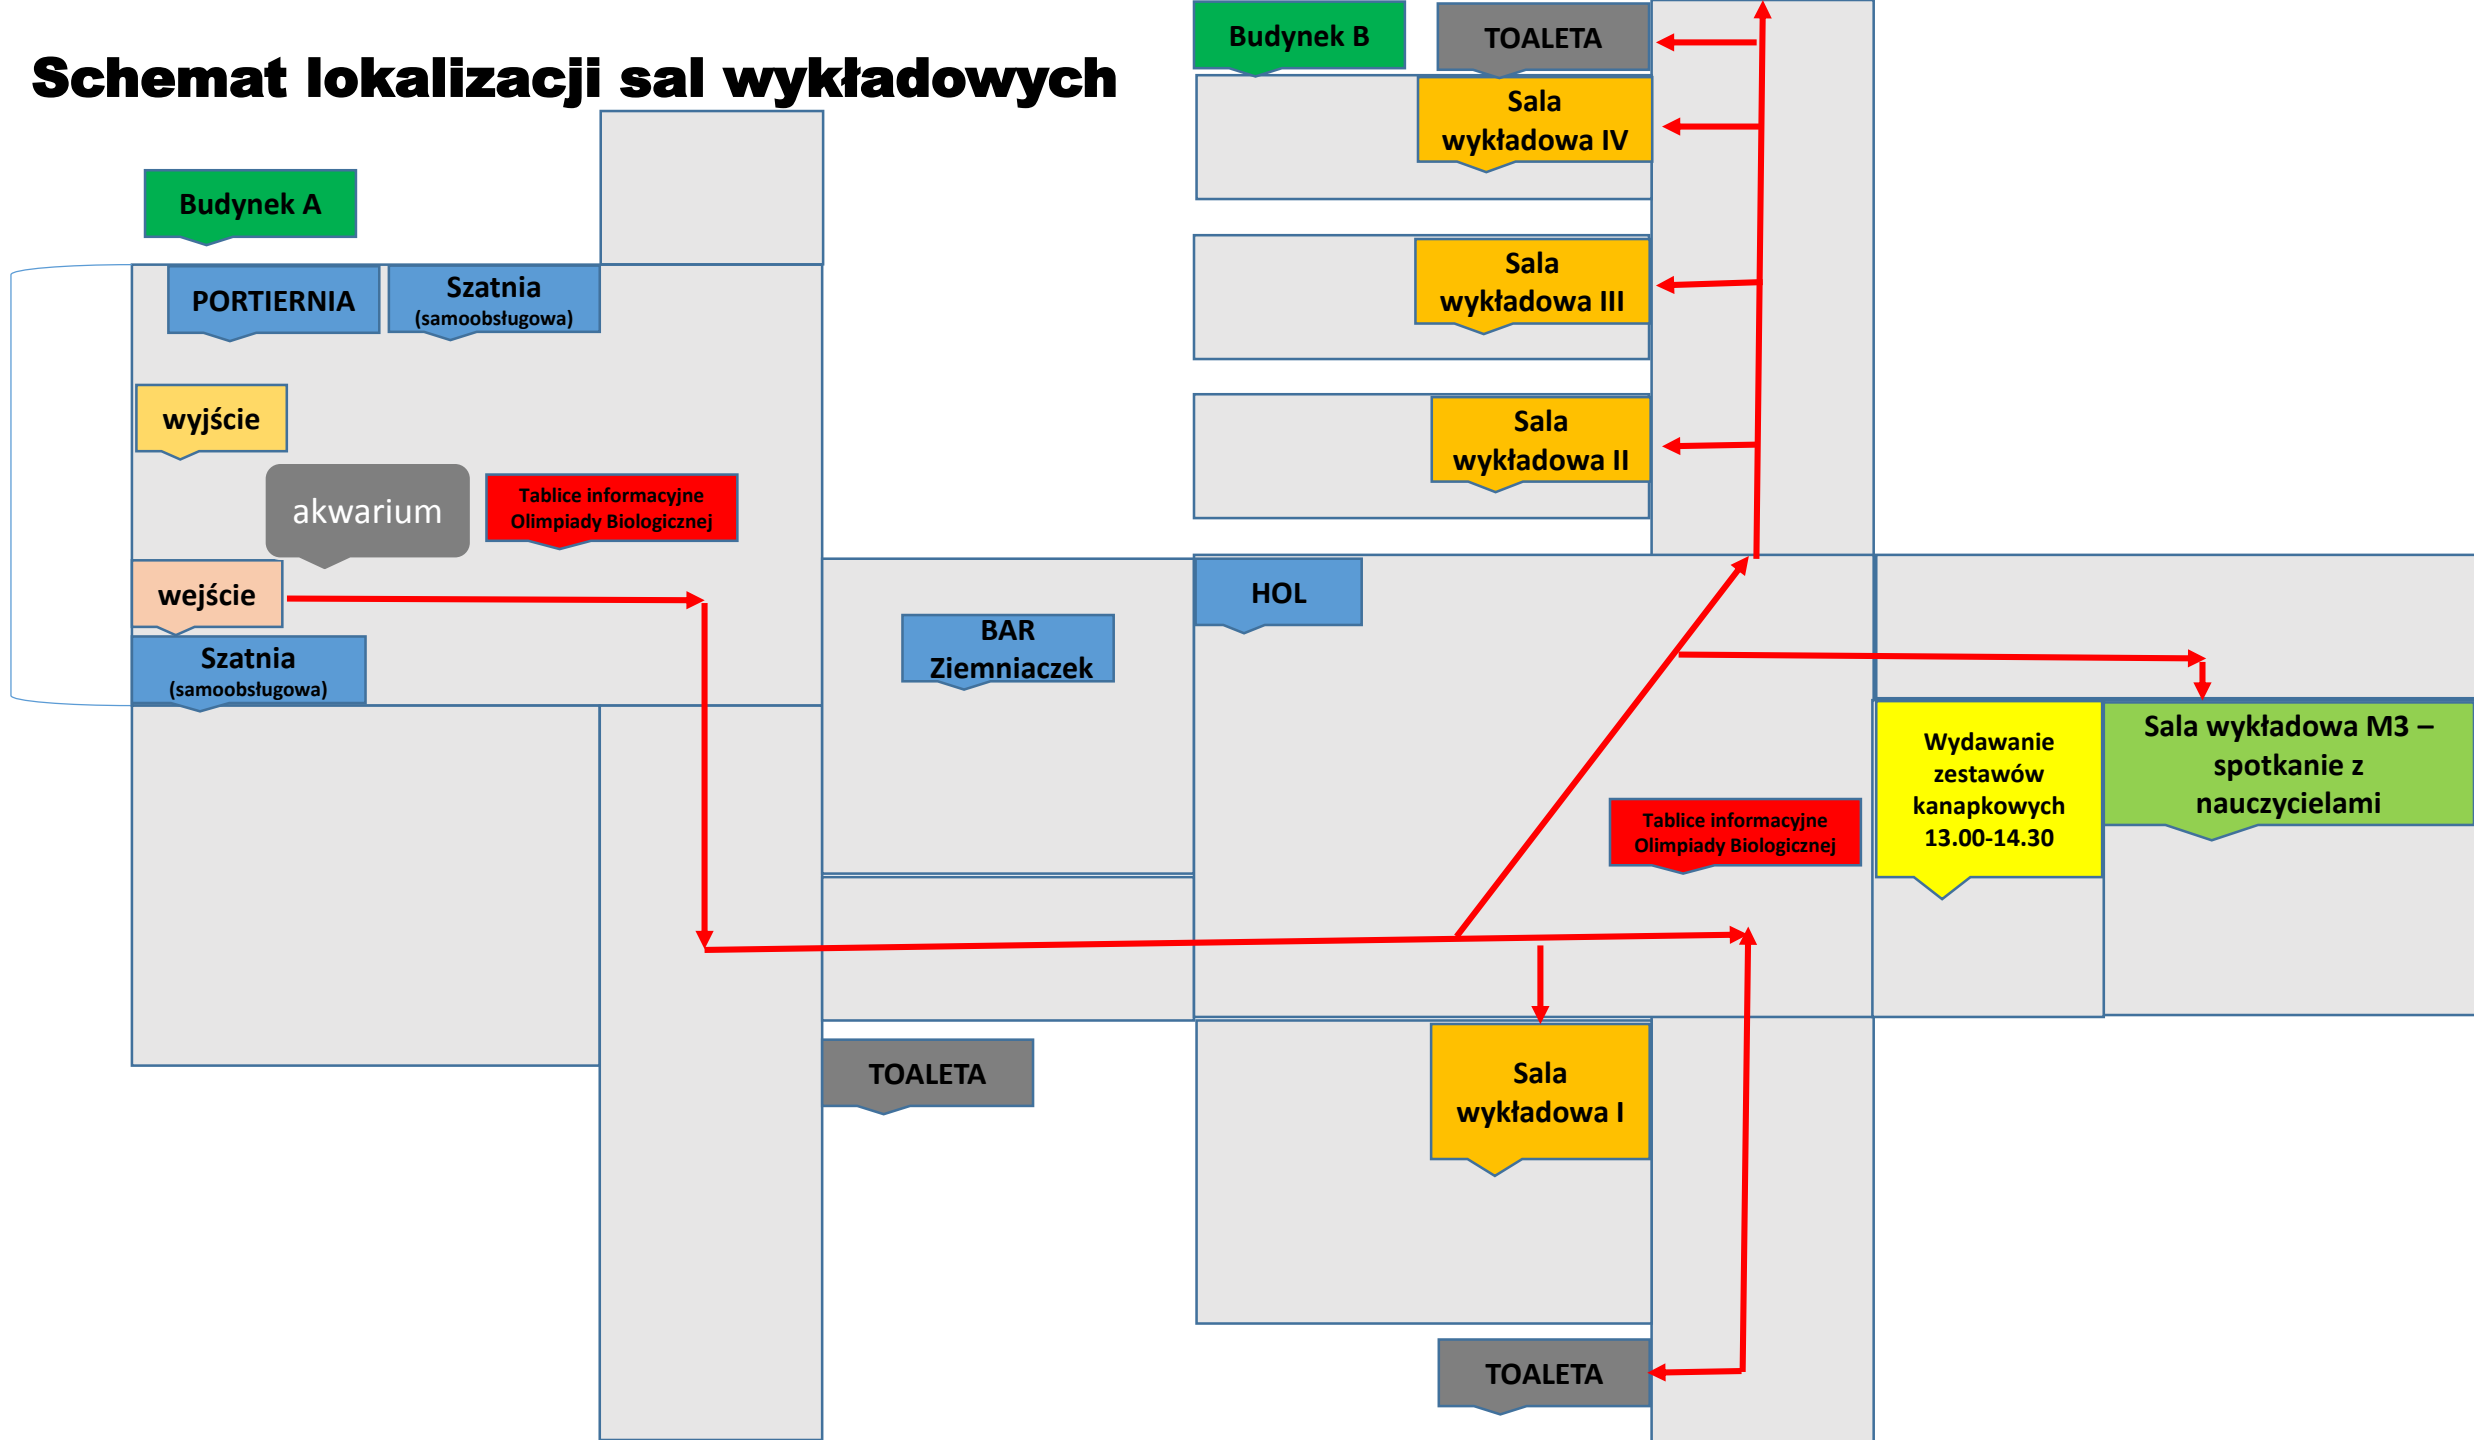 Schemat lokalizacji sal wykładowych
Budynek B
TOALETA
Sala
wykładowa IV
Budynek A
PORTIERNIA
Szatnia
(samoobsługowa)
Sala
wykładowa III
wyjście
Sala
wykładowa II
akwarium
Tablice informacyjne
Olimpiady Biologicznej
wejście
HOL
BAR
Ziemniaczek
Szatnia
(samoobsługowa)
Wydawanie
zestawów
kanapkowych
13.00-14.30
Sala wykładowa M3 –
spotkanie z
nauczycielami
Tablice informacyjne
Olimpiady Biologicznej
TOALETA
Sala
wykładowa I
TOALETA